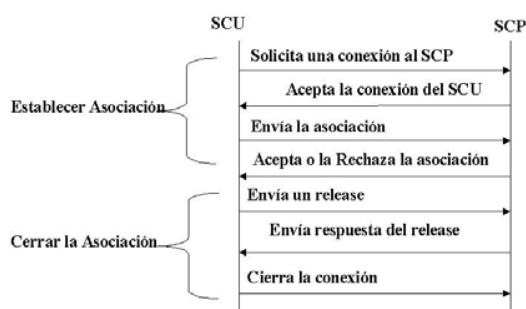 SCU
SCP
Solicita una conexión al SCP
Acepta la conexión del SCU
Establecer Asociación
Envía la asociación
Acepta o la Rechaza la asociación
Envía un release
Envía respuesta del release
Cerrar la Asociación
Cierra la conexión